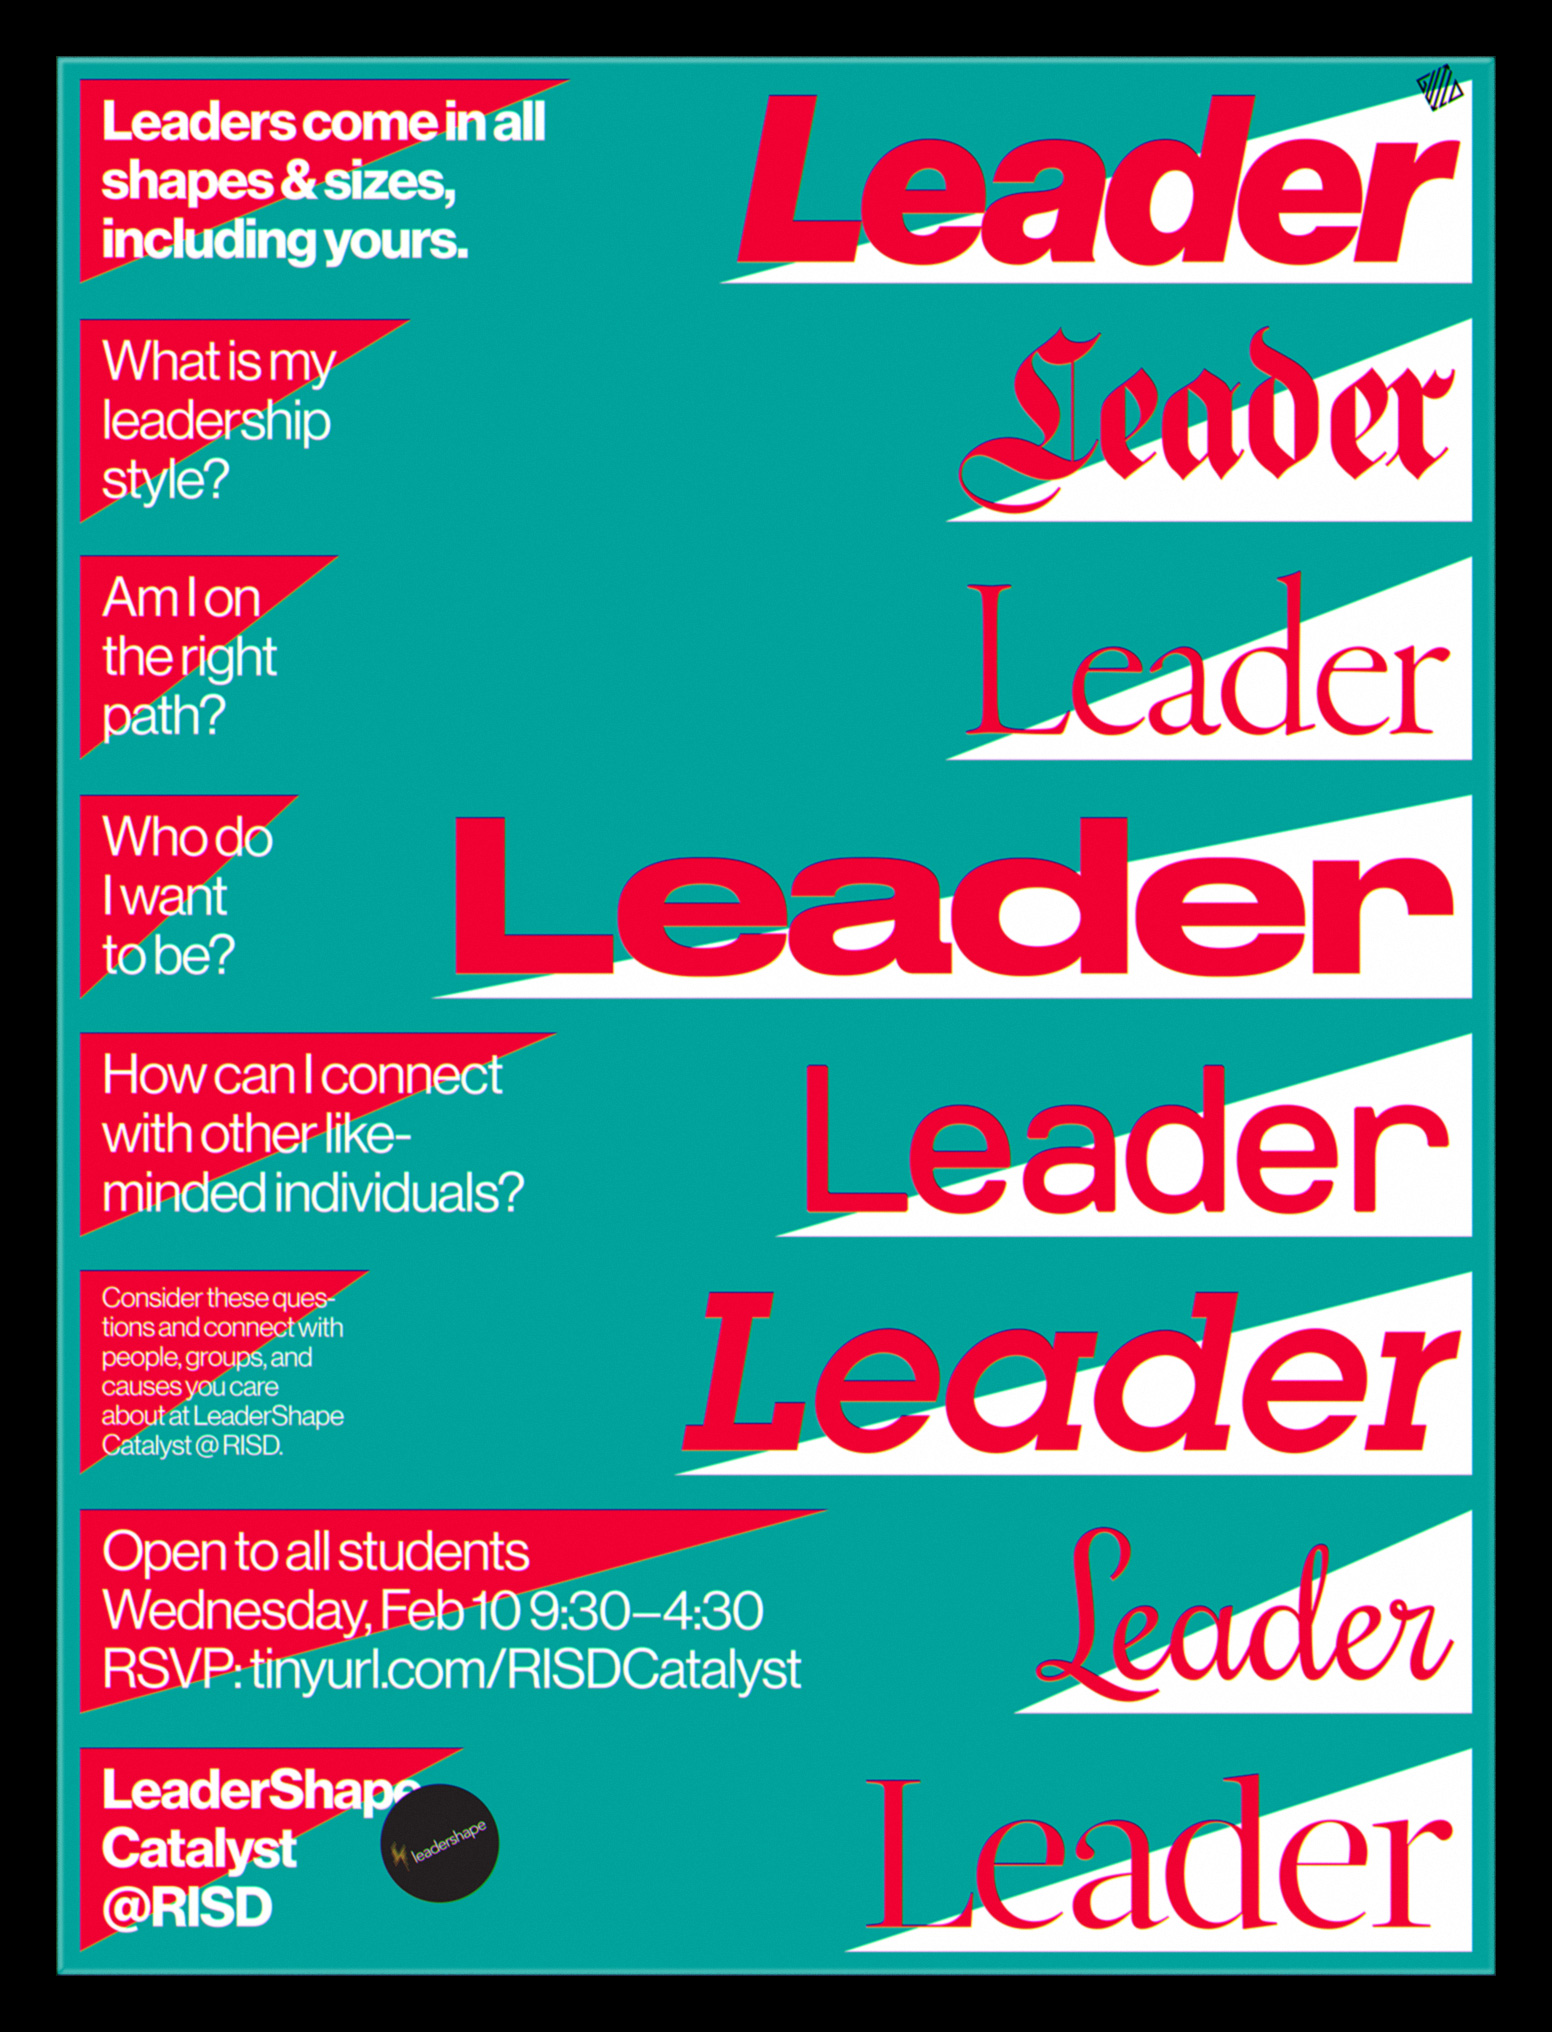 Leaders come in all
shapes & sizes,
including yours.
Leader
What is my
leadership
style?
Leader
Am I on
the right
path?
Leader
Who do
I want
to be?
Leader
How can I connect
with other like-
minded individuals?
Leader
Consider these ques-
tions and connect with
people, groups, and
causes you care
about at LeaderShape
Catalyst @ RISD.
Leader
Open to all students
Wednesday, Feb 10 9:30–4:30
RSVP: tinyurl.com/RISDCatalyst
Leader
LeaderShape
Catalyst
@RISD
leadershape
Leader
GUILD